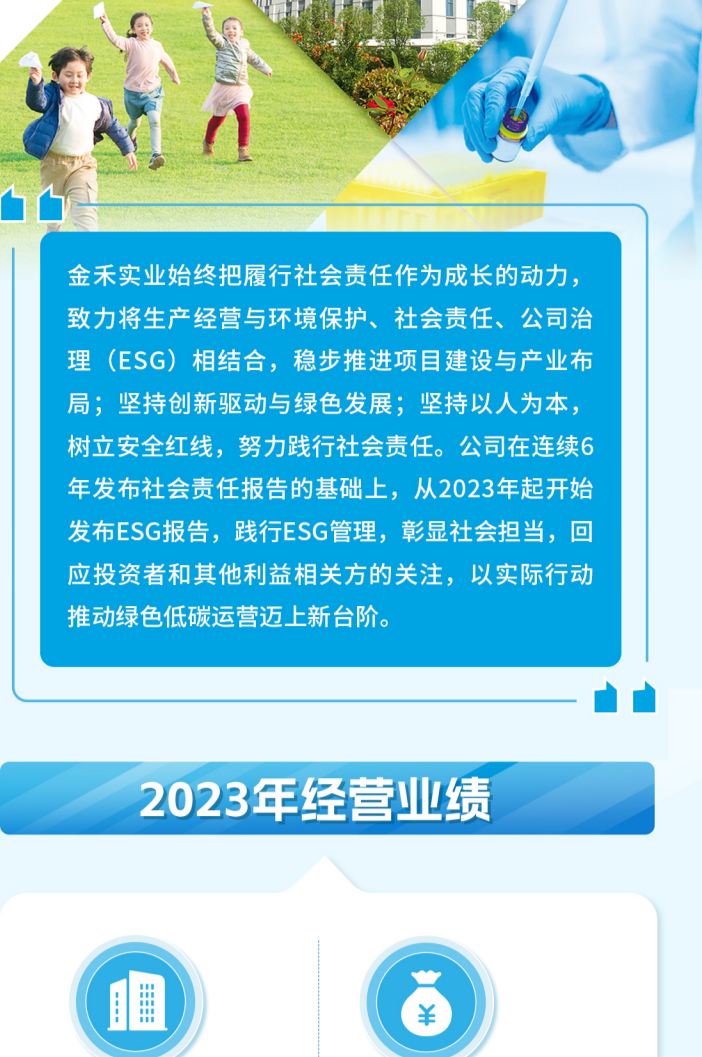 金禾实业始终把履行社会责任作为成长的动力，
致力将生产经营与环境保护、社会责任、公司治
理（ESG）相结合，稳步推进项目建设与产业布
局；坚持创新驱动与绿色发展；坚持以人为本，
树立安全红线，努力践行社会责任。公司在连续6
年发布社会责任报告的基础上，从2023年起开始
发布ESG报告，践行ESG管理，彰显社会担当，回
应投资者和其他利益相关方的关注，以实际行动
推动绿色低碳运营迈上新台阶。
2023年经营业绩
¥